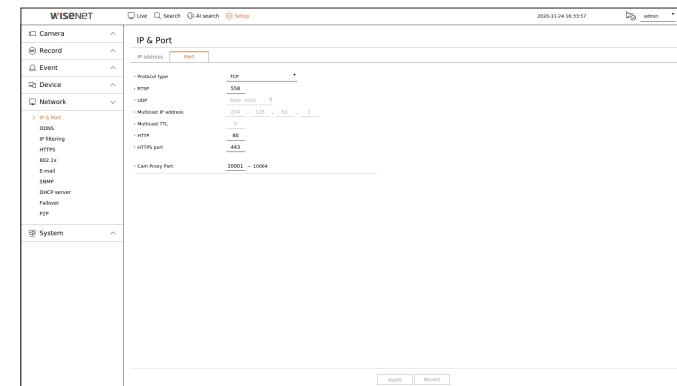 WISENET
Live Search AI search Setup 2020-11-24 16:33:57 admin
Camera
Record
Event
Device
Network
IP & Port
DDNS
IP filtering
HTTPS
802.1x
E-mail
SNMP
DHCP server
Failover
P2P
System
IP & Port
IP address Port
Protocol type TCP
RTSP 558
UDP
Multicast IP address 224 . 126 . 63 . 1
Multicast TTL 5
HTTP 80
HTTPS port 443
Cam Proxy Port 10001 ~ 10064
Apply Revert